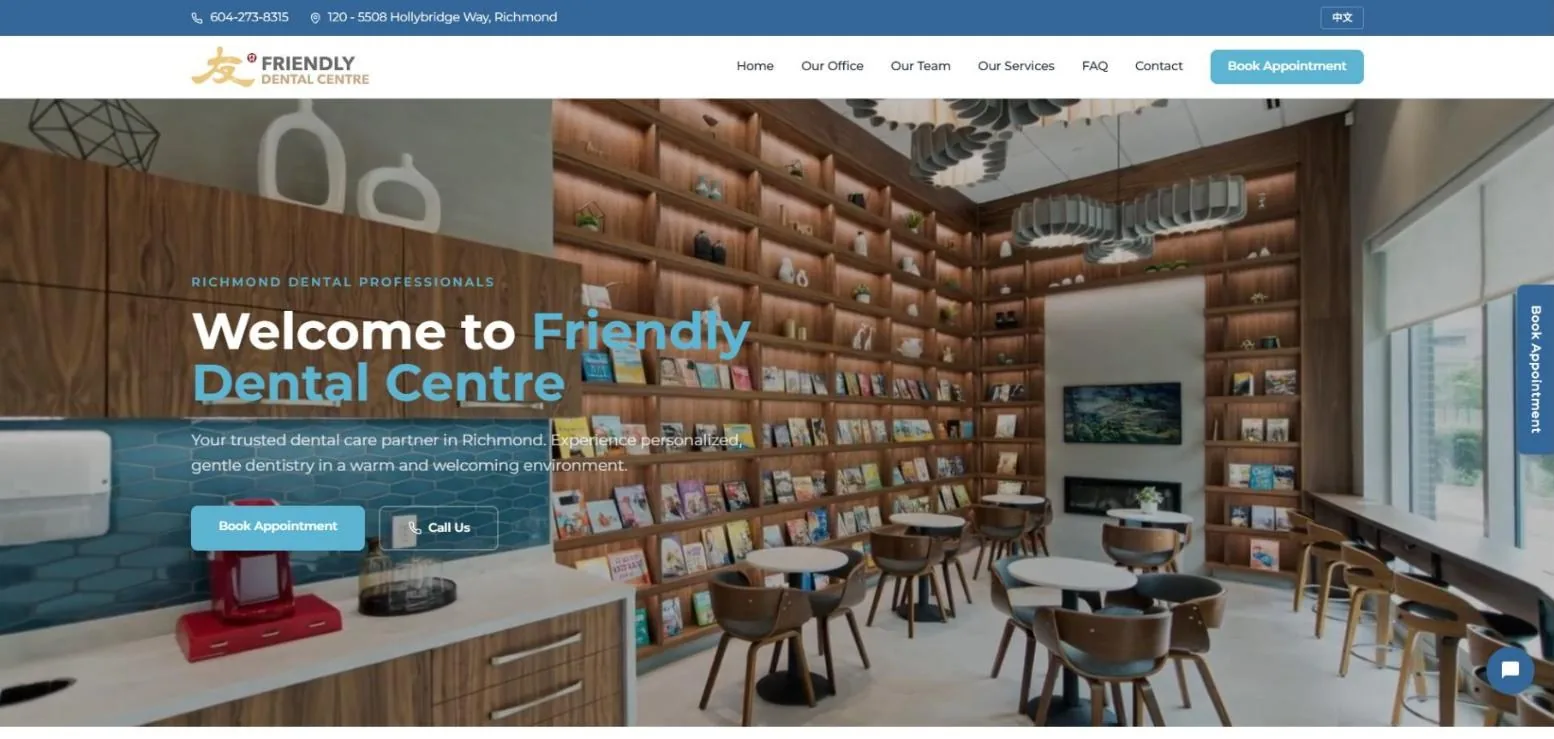 604-273-8315
120 - 5508 Hollybridge Way, Richmond
中文
友 FRIENDLY
DENTAL CENTRE
Home
Our Office
Our Team
Our Services
FAQ
Contact
Book Appointment
RICHMOND DENTAL PROFESSIONALS
Welcome to Friendly
Dental Centre
Your trusted dental care partner in Richmond. Experience personalized,
gentle dentistry in a warm and welcoming environment.
Book Appointment
Call Us
Book Appointment